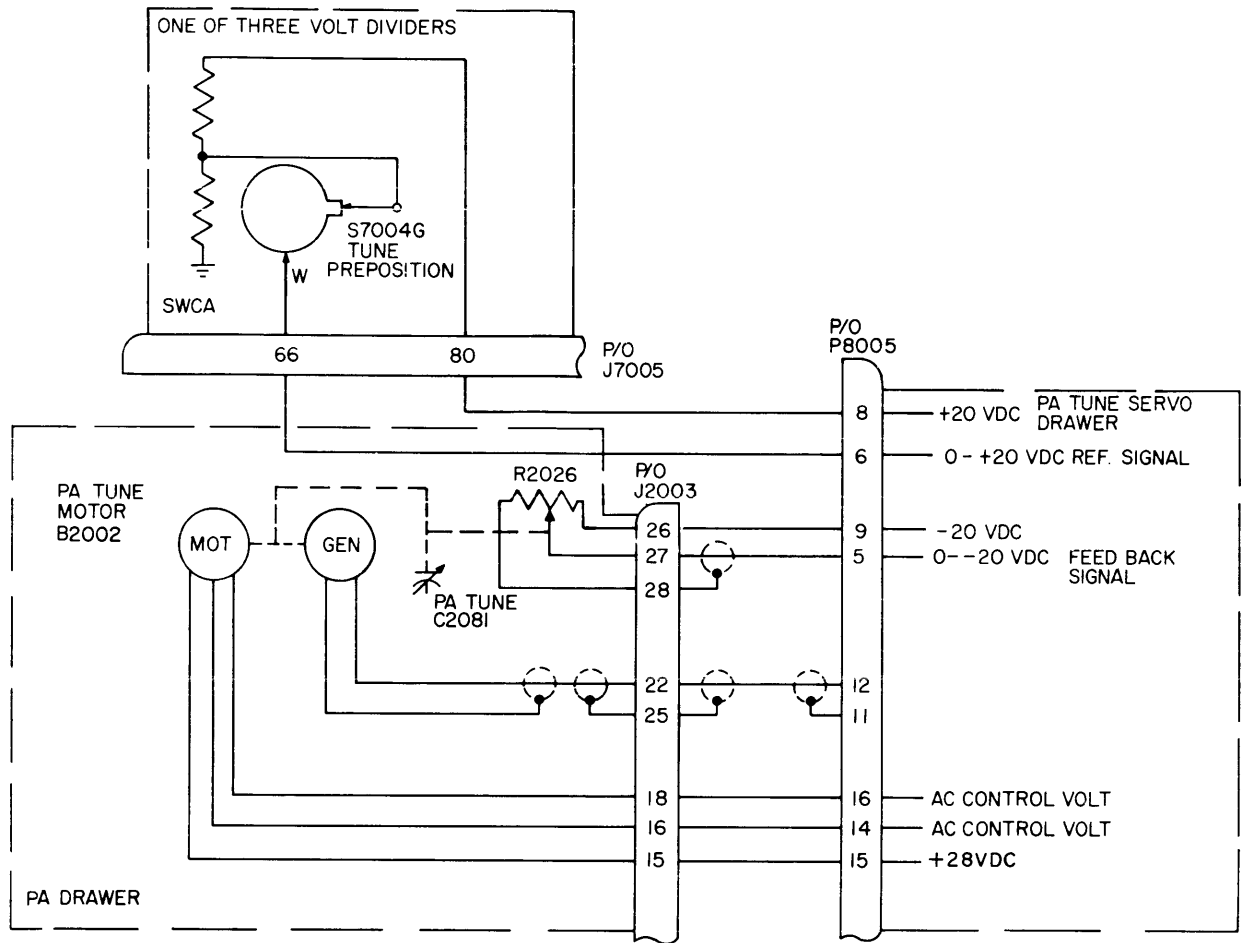 ONE OF THREE VOLT DIVIDERS
S7004G
TUNE
PREPOSITION
W
SWCA
66
80
P/O
J7005
P/O
P8005
8
+20 VDC
PA TUNE SERVO
DRAWER
6
0-+20 VDC REF. SIGNAL
R2026
P/O
J2003
PA TUNE
MOTOR
B2002
MOT
GEN
26
9
-20 VDC
27
5
0--20 VDC
FEED BACK
SIGNAL
28
PA TUNE
C2081
22
12
25
11
18
16
AC CONTROL VOLT
16
14
AC CONTROL VOLT
15
15
+28VDC
PA DRAWER